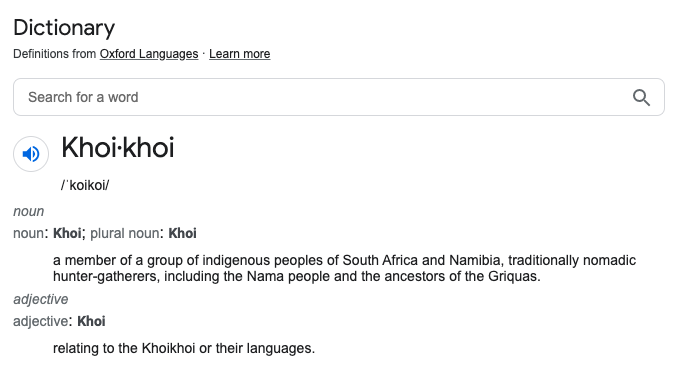 Dictionary
Definitions from Oxford Languages · Learn more
Search for a word
Khoi·khoi
/ˈkoikoi/
noun
noun: Khoi; plural noun: Khoi
a member of a group of indigenous peoples of South Africa and Namibia, traditionally nomadic
hunter-gatherers, including the Nama people and the ancestors of the Griquas.
adjective
adjective: Khoi
relating to the Khoikhoi or their languages.